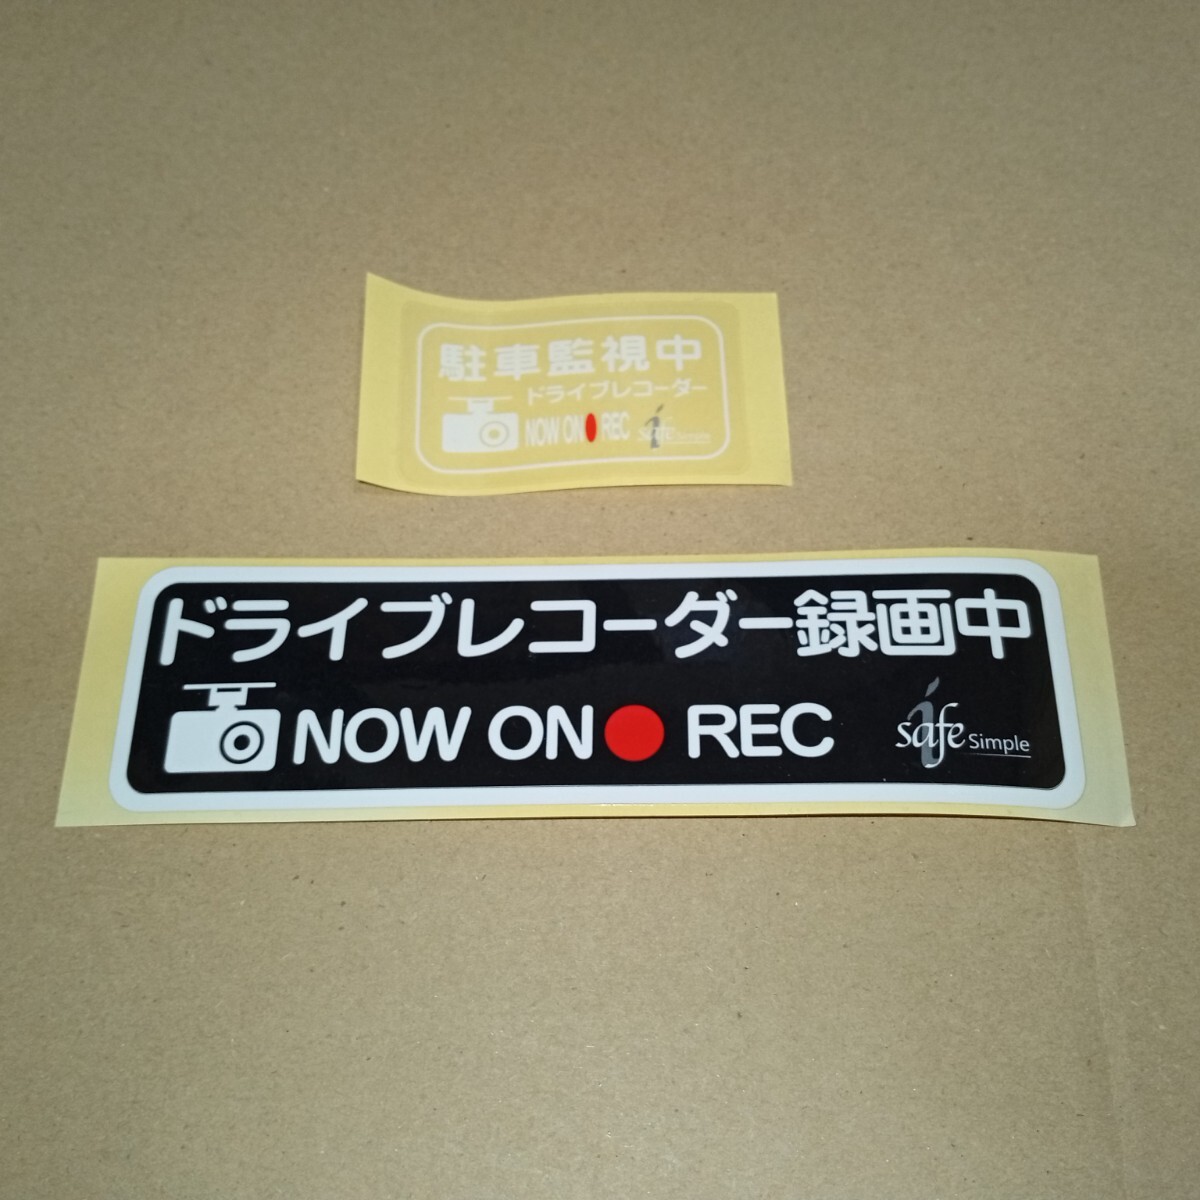 駐車監視中
ドライブレコーダー
NOW ON REC
i safe Simple
ドライブレコーダー録画中
NOW ON REC
i safe Simple